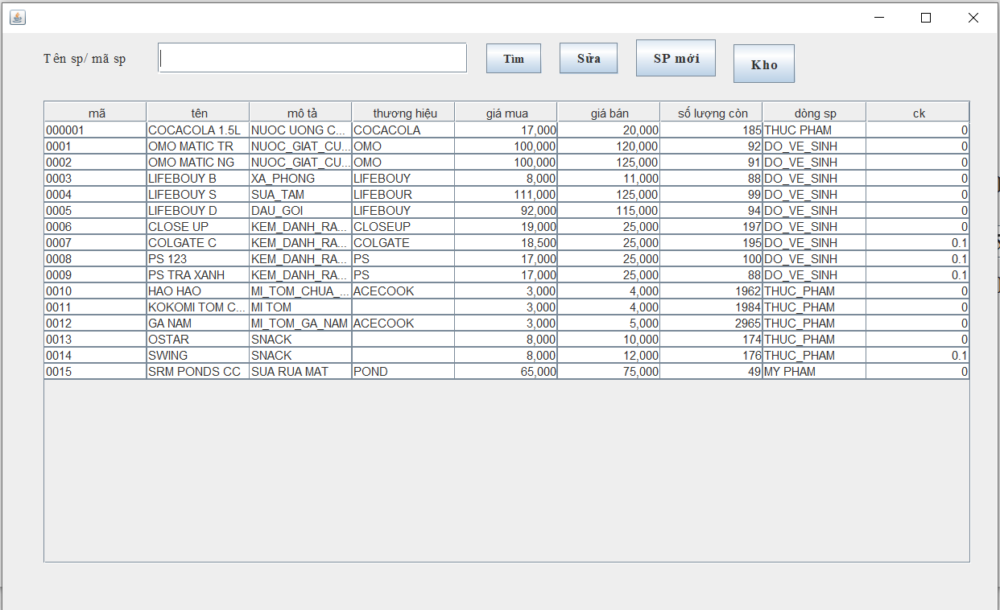 Tên sp/ mã sp Tìm Sửa SP mới Kho
mã tên mô tả thương hiệu giá mua giá bán số lượng còn dòng sp ck
000001 COCACOLA 1.5L NUOC UONG C... COCACOLA 17,000 20,000 185 THUC PHAM 0
0001 OMO MATIC TR NUOC_GIAT_CU... OMO 100,000 120,000 92 DO_VE_SINH 0
0002 OMO MATIC NG NUOC_GIAT_CU... OMO 100,000 125,000 91 DO_VE_SINH 0
0003 LIFEBOUY B XA_PHONG LIFEBOUY 8,000 11,000 88 DO_VE_SINH 0
0004 LIFEBOUY S SUA_TAM LIFEBOUR 111,000 125,000 99 DO_VE_SINH 0
0005 LIFEBOUY D DAU_GOI LIFEBOUY 92,000 115,000 94 DO_VE_SINH 0
0006 CLOSE UP KEM_DANH_RA... CLOSEUP 19,000 25,000 197 DO_VE_SINH 0
0007 COLGATE C KEM_DANH_RA... COLGATE 18,500 25,000 195 DO_VE_SINH 0.1
0008 PS 123 KEM_DANH_RA... PS 17,000 25,000 100 DO_VE_SINH 0.1
0009 PS TRA XANH KEM_DANH_RA... PS 17,000 25,000 88 DO_VE_SINH 0.1
0010 HAO HAO MI_TOM_CHUA_... ACECOOK 3,000 4,000 1962 THUC_PHAM 0
0011 KOKOMI TOM C... MI TOM 3,000 4,000 1984 THUC_PHAM 0
0012 GA NAM MI_TOM_GA_NAM ACECOOK 3,000 5,000 2965 THUC_PHAM 0
0013 OSTAR SNACK 8,000 10,000 174 THUC_PHAM 0
0014 SWING SNACK 8,000 12,000 176 THUC_PHAM 0.1
0015 SRM PONDS CC SUA RUA MAT POND 65,000 75,000 49 MY PHAM 0